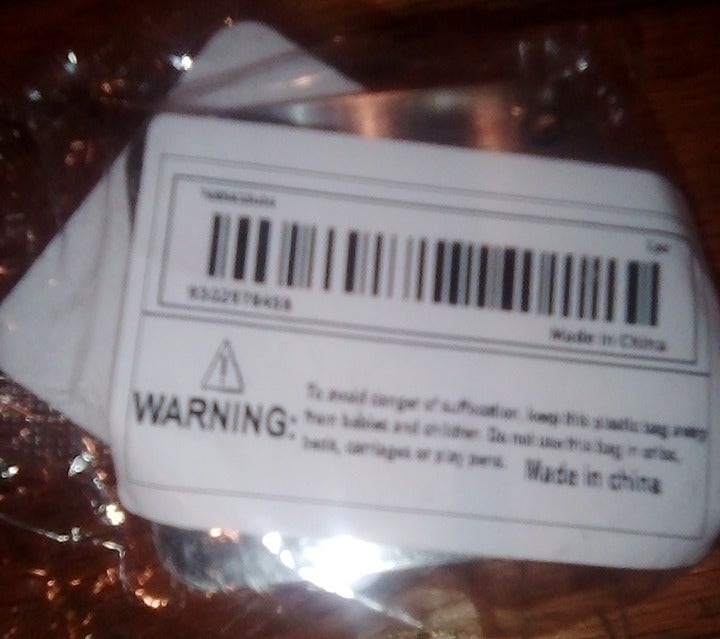 Made in China
WARNING: To avoid danger of suffocation, keep this plastic bag away
from babies and children. Do not use this bag in cribs,
beds, carriages or play pens. Made in china